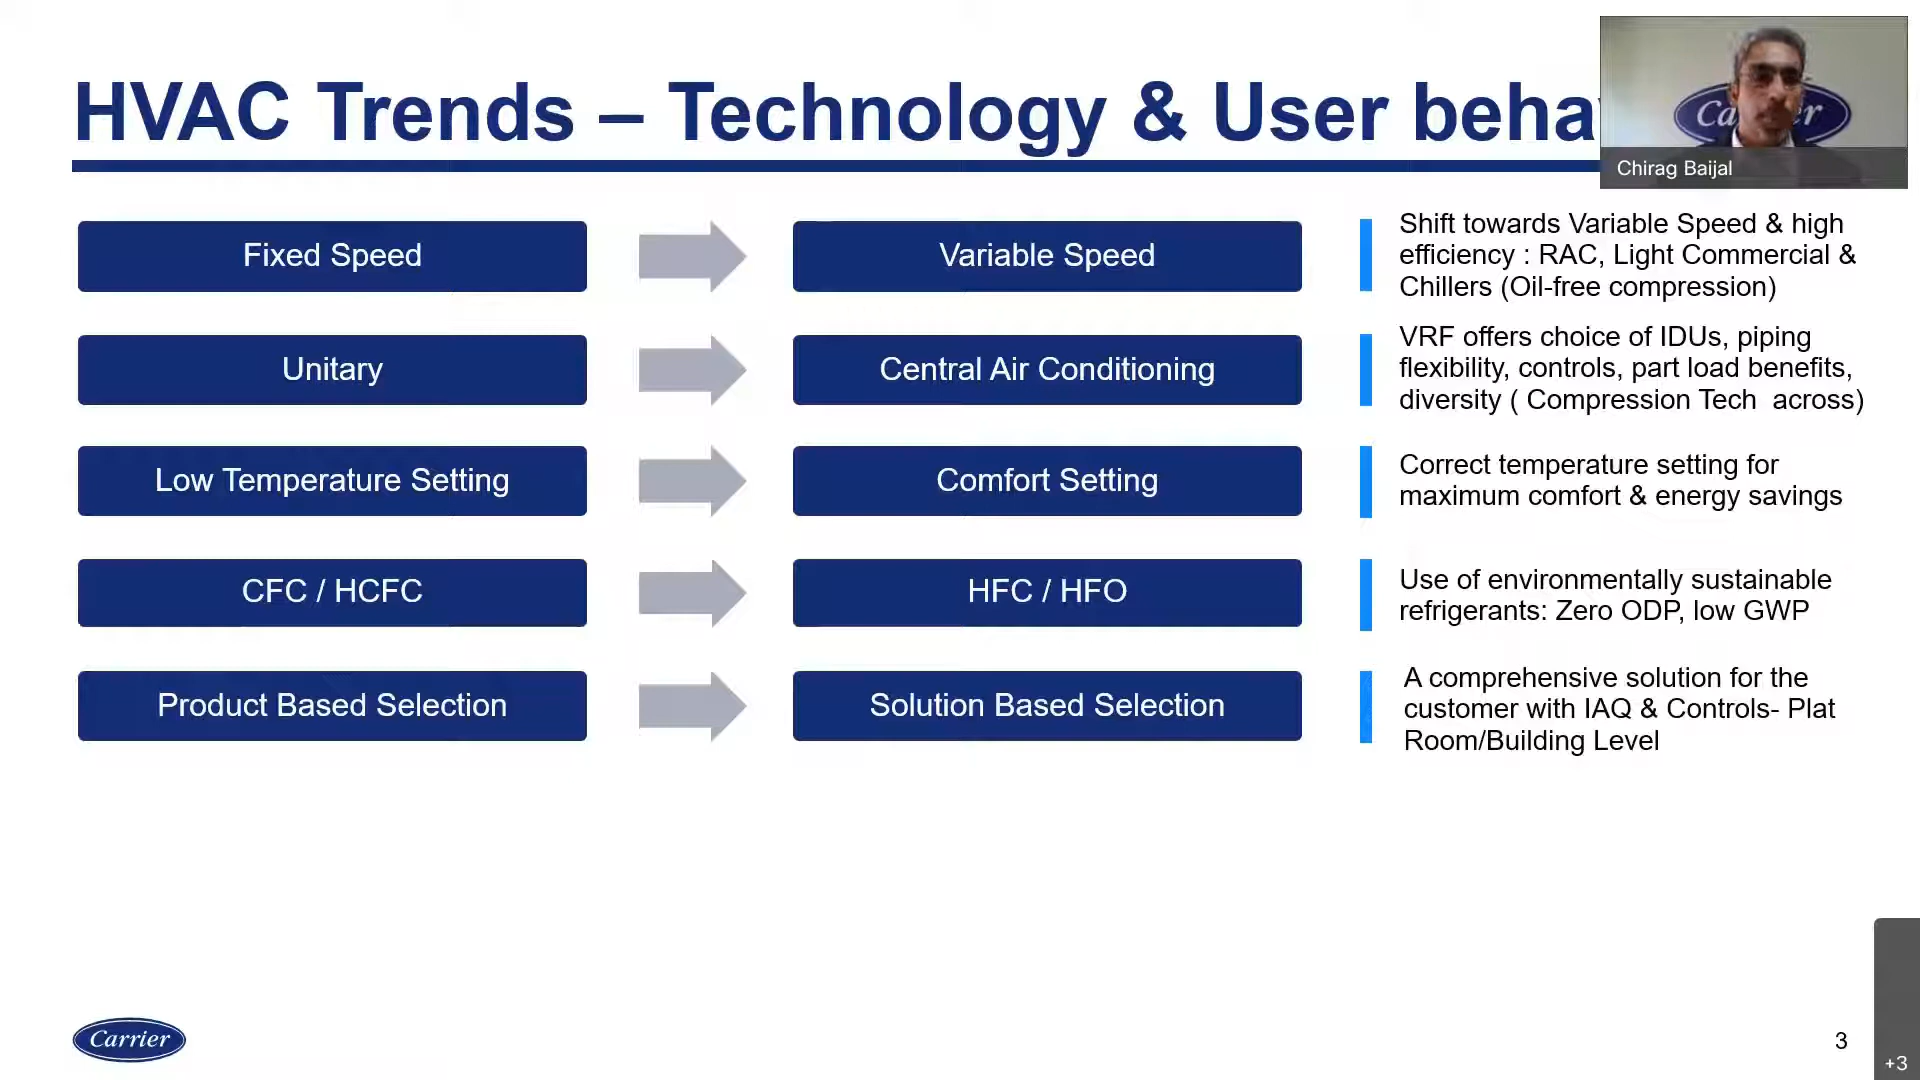 HVAC Trends – Technology & User beha
Carrier
Chirag Baijal
Fixed Speed
Variable Speed
Shift towards Variable Speed & high
efficiency : RAC, Light Commercial &
Chillers (Oil-free compression)
Unitary
Central Air Conditioning
VRF offers choice of IDUs, piping
flexibility, controls, part load benefits,
diversity ( Compression Tech across)
Low Temperature Setting
Comfort Setting
Correct temperature setting for
maximum comfort & energy savings
CFC / HCFC
HFC / HFO
Use of environmentally sustainable
refrigerants: Zero ODP, low GWP
Product Based Selection
Solution Based Selection
A comprehensive solution for the
customer with IAQ & Controls- Plat
Room/Building Level
Carrier
3
+3